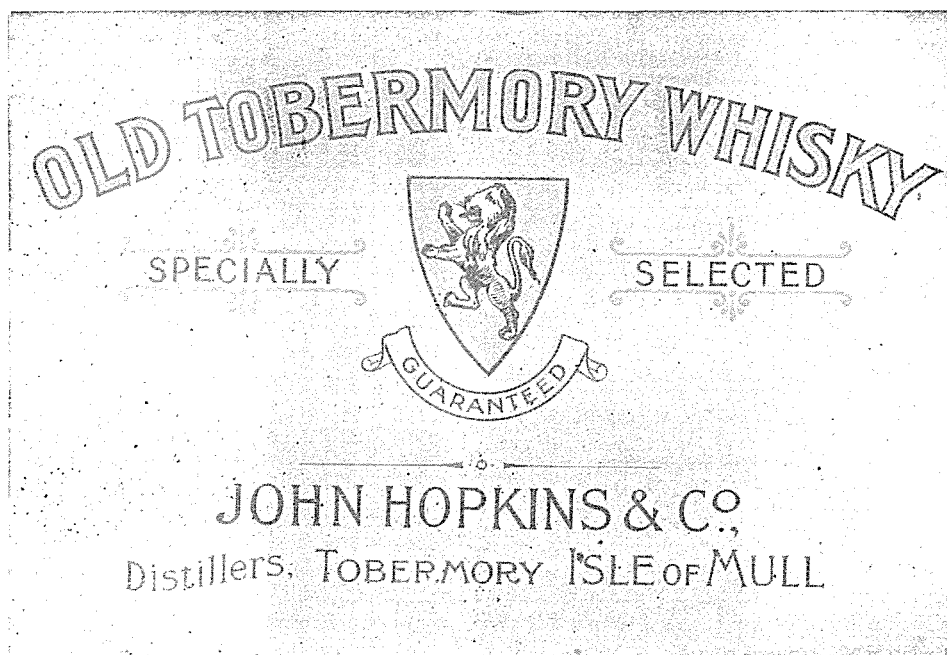 OLD TOBERMORY WHISKY
SPECIALLY SELECTED
GUARANTEED
JOHN HOPKINS & Co.,
Distillers, TOBERMORY ISLE OF MULL